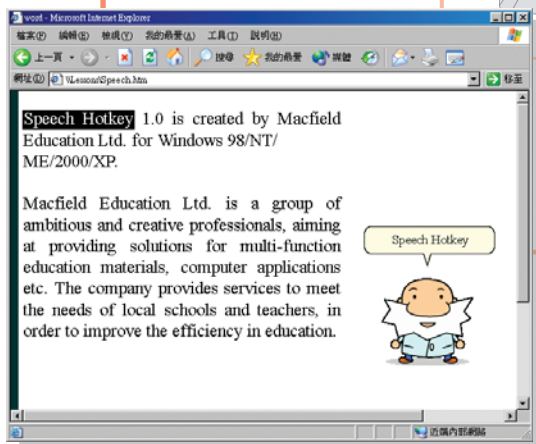 word - Microsoft Internet Explorer
檔案(F) 編輯(E) 檢視(V) 我的最愛(A) 工具(T) 說明(H)
上一頁 搜尋 我的最愛 媒體
網址(D) \Lessons\Speech.htm 移至
Speech Hotkey 1.0 is created by Macfield
Education Ltd. for Windows 98/NT/
ME/2000/XP.
Macfield Education Ltd. is a group of
ambitious and creative professionals, aiming
at providing solutions for multi-function
education materials, computer applications
etc. The company provides services to meet
the needs of local schools and teachers, in
order to improve the efficiency in education.
Speech Hotkey
近端內部網路